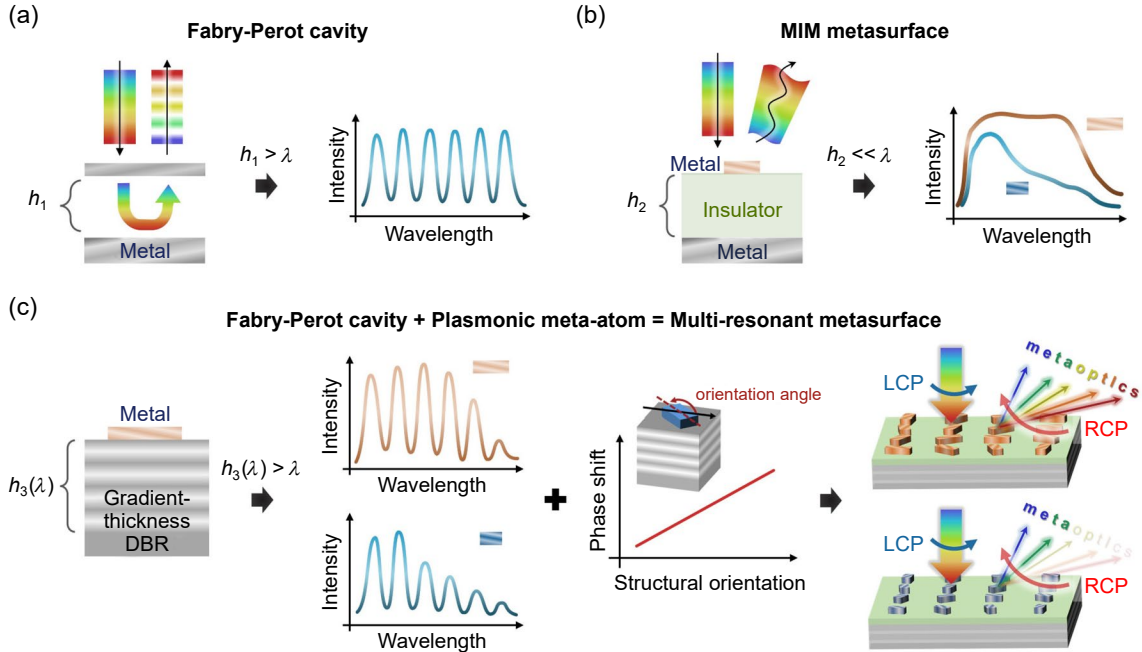 (a)
Fabry-Perot cavity
h1
Metal
h1 > λ
Intensity
Wavelength
(b)
MIM metasurface
Metal
h2
Insulator
Metal
h2 << λ
Intensity
Wavelength
(c)
Fabry-Perot cavity + Plasmonic meta-atom = Multi-resonant metasurface
Metal
h3(λ)
Gradient-
thickness
DBR
h3(λ) > λ
Intensity
Wavelength
Intensity
Wavelength
orientation angle
Phase shift
Structural orientation
LCP
metaoptics
RCP
LCP
metaoptics
RCP